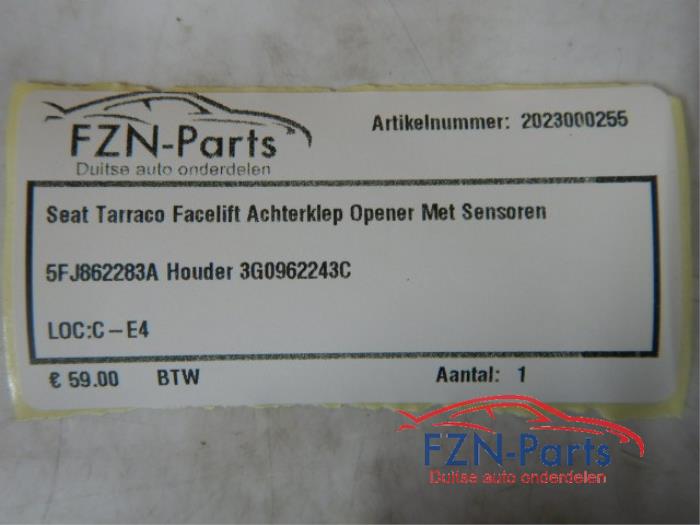 FZN-Parts
Duitse auto onderdelen
Artikelnummer: 2023000255
Seat Tarraco Facelift Achterklep Opener Met Sensoren
5FJ862283A Houder 3G0962243C
LOC:C-E4
€ 59.00 BTW Aantal: 1
FZN-Parts
Duitse auto onderdelen